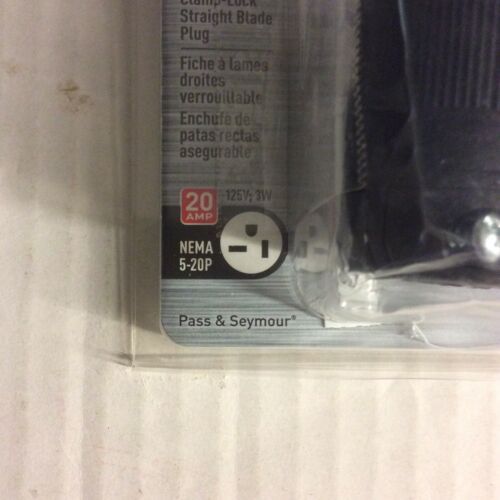 Clamp-Lock
Straight Blade
Plug
Fiche à lames
droites
verrouillable
Enchufe de
patas rectas
asegurable
20
AMP
125V; 3W
NEMA
5-20P
Pass & Seymour®